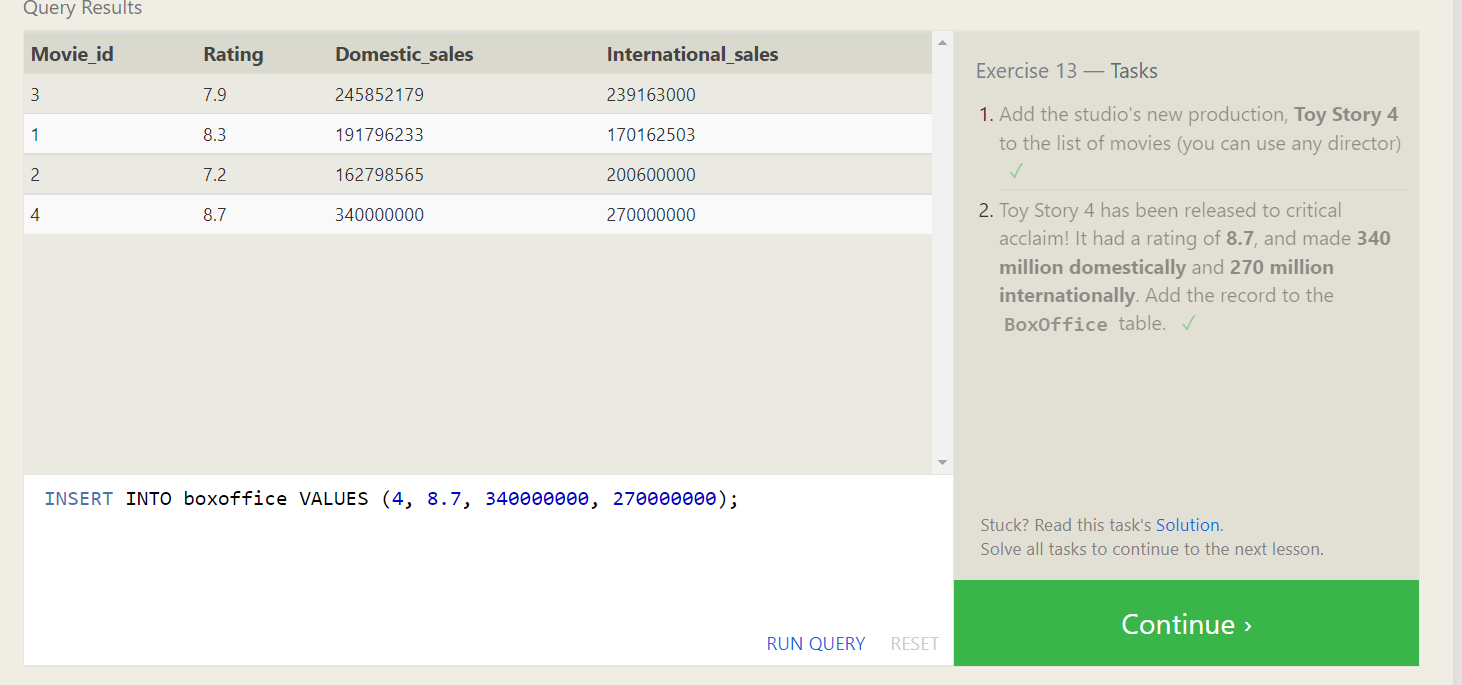 Query Results
Movie_id Rating Domestic_sales International_sales
3 7.9 245852179 239163000
1 8.3 191796233 170162503
2 7.2 162798565 200600000
4 8.7 340000000 270000000
INSERT INTO boxoffice VALUES (4, 8.7, 340000000, 270000000);
RUN QUERY RESET
Exercise 13 — Tasks
1. Add the studio's new production, Toy Story 4
to the list of movies (you can use any director)
✓
2. Toy Story 4 has been released to critical
acclaim! It had a rating of 8.7, and made 340
million domestically and 270 million
internationally. Add the record to the
BoxOffice table. ✓
Stuck? Read this task's Solution.
Solve all tasks to continue to the next lesson.
Continue ›